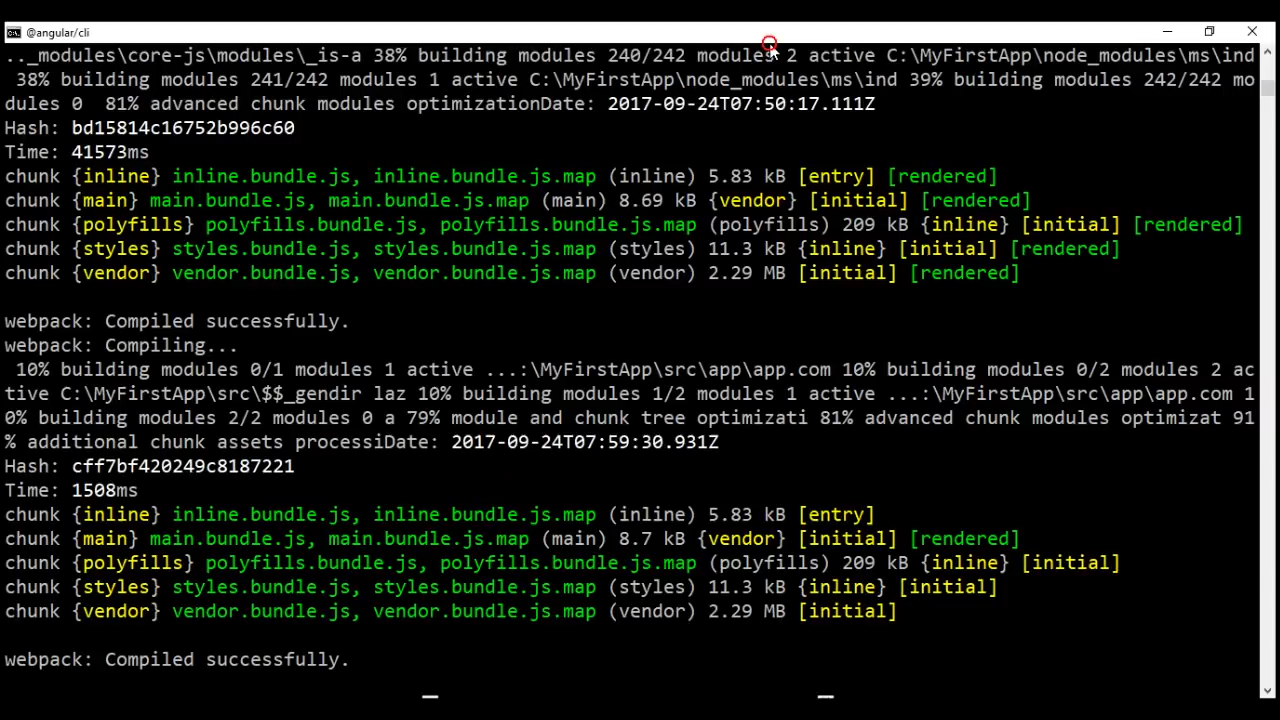 @angular/cli
.._modules\core-js\modules\_is-a 38% building modules 240/242 modules 2 active C:\MyFirstApp\node_modules\ms\ind
38% building modules 241/242 modules 1 active C:\MyFirstApp\node_modules\ms\ind 39% building modules 242/242 mo
dules 0  81% advanced chunk modules optimizationDate: 2017-09-24T07:50:17.111Z
Hash: bd15814c16752b996c60
Time: 41573ms
chunk {inline} inline.bundle.js, inline.bundle.js.map (inline) 5.83 kB [entry] [rendered]
chunk {main} main.bundle.js, main.bundle.js.map (main) 8.69 kB {vendor} [initial] [rendered]
chunk {polyfills} polyfills.bundle.js, polyfills.bundle.js.map (polyfills) 209 kB {inline} [initial] [rendered]
chunk {styles} styles.bundle.js, styles.bundle.js.map (styles) 11.3 kB {inline} [initial] [rendered]
chunk {vendor} vendor.bundle.js, vendor.bundle.js.map (vendor) 2.29 MB [initial] [rendered]
webpack: Compiled successfully.
webpack: Compiling...
10% building modules 0/1 modules 1 active ...:\MyFirstApp\src\app\app.com 10% building modules 0/2 modules 2 ac
tive C:\MyFirstApp\src\$$_gendir laz 10% building modules 1/2 modules 1 active ...:\MyFirstApp\src\app\app.com 1
0% building modules 2/2 modules 0 a 79% module and chunk tree optimizati 81% advanced chunk modules optimizat 91
% additional chunk assets processiDate: 2017-09-24T07:59:30.931Z
Hash: cff7bf420249c8187221
Time: 1508ms
chunk {inline} inline.bundle.js, inline.bundle.js.map (inline) 5.83 kB [entry]
chunk {main} main.bundle.js, main.bundle.js.map (main) 8.7 kB {vendor} [initial] [rendered]
chunk {polyfills} polyfills.bundle.js, polyfills.bundle.js.map (polyfills) 209 kB {inline} [initial]
chunk {styles} styles.bundle.js, styles.bundle.js.map (styles) 11.3 kB {inline} [initial]
chunk {vendor} vendor.bundle.js, vendor.bundle.js.map (vendor) 2.29 MB [initial]
webpack: Compiled successfully.